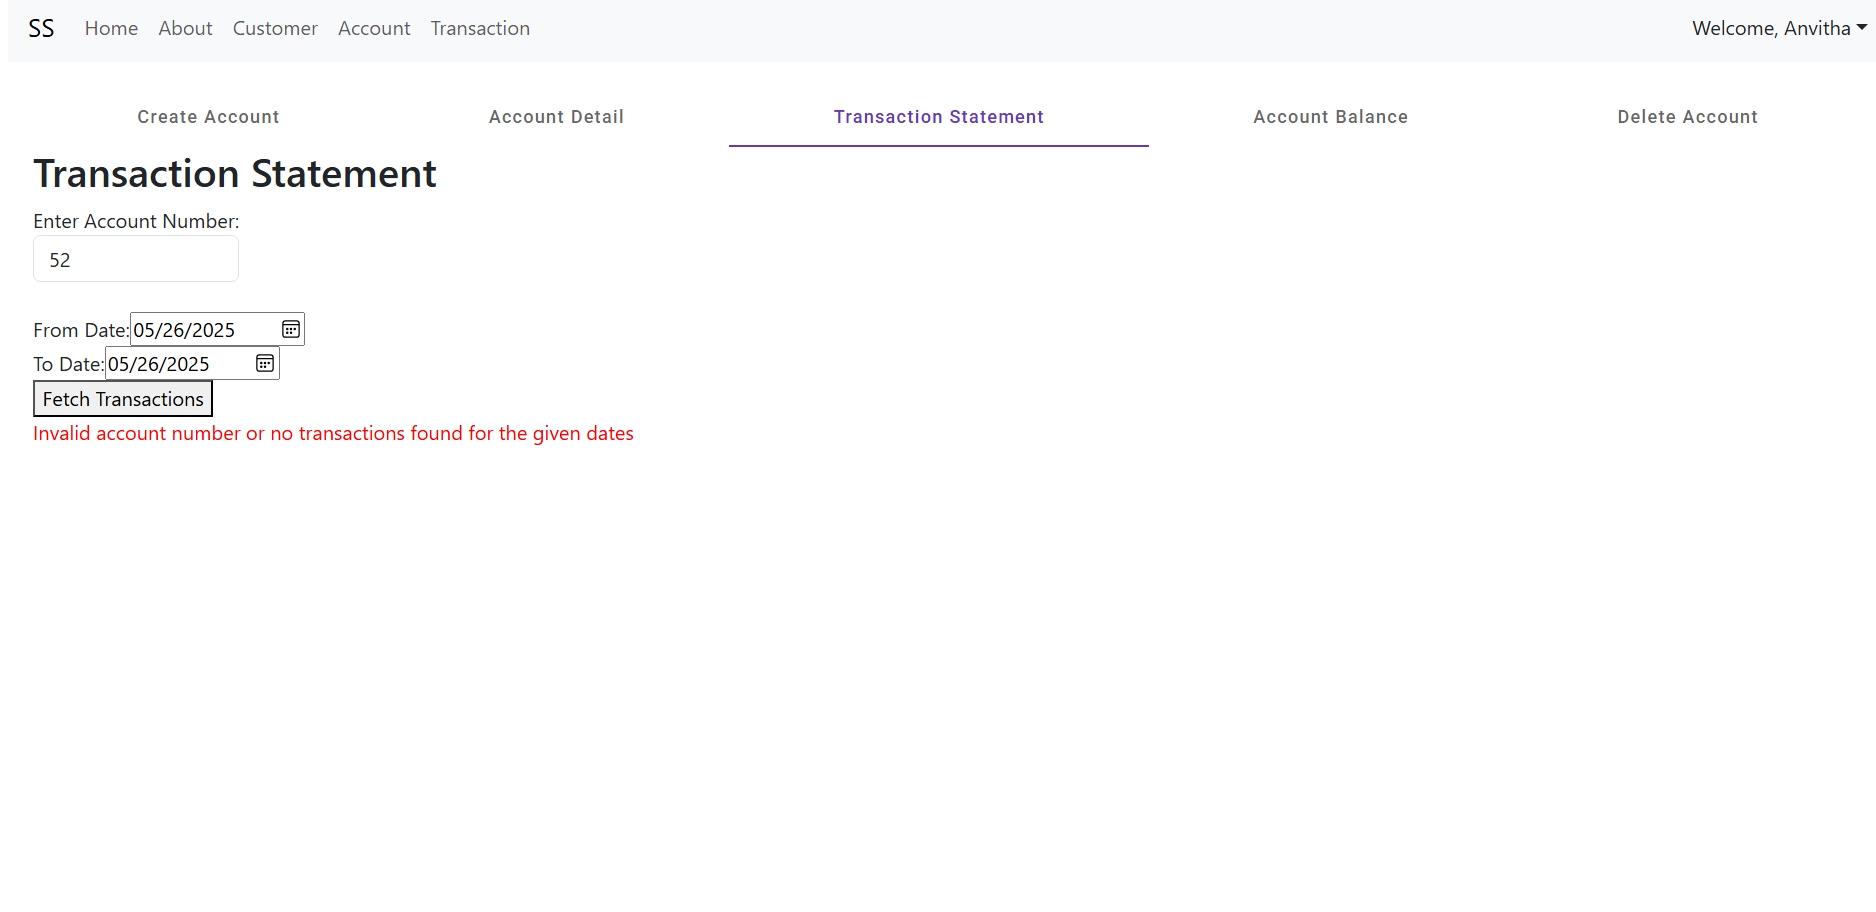 SS Home About Customer Account Transaction Welcome, Anvitha
Create Account Account Detail Transaction Statement Account Balance Delete Account
Transaction Statement
Enter Account Number:
52
From Date: 05/26/2025
To Date: 05/26/2025
Fetch Transactions
Invalid account number or no transactions found for the given dates